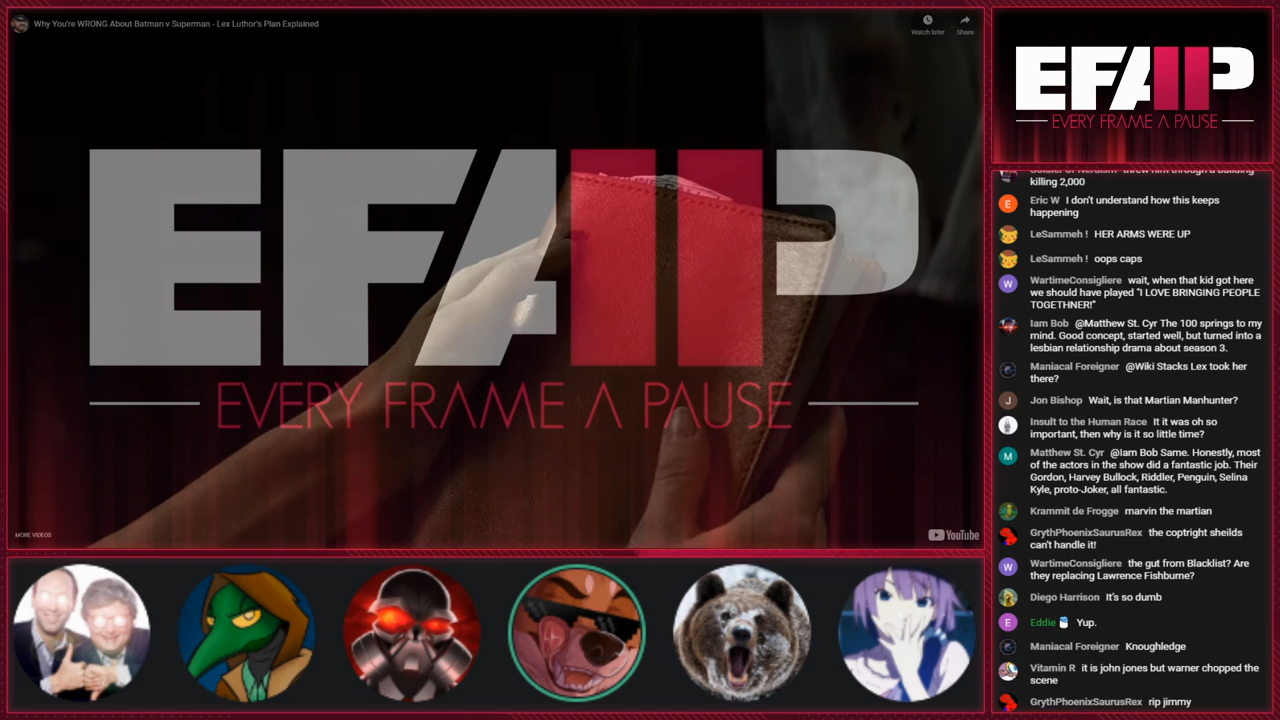 Why You're WRONG About Batman v Superman - Lex Luthor's Plan Explained
Watch later
Share
EFAP
EVERY FRAME A PAUSE
MORE VIDEOS
YouTube
EFAP
EVERY FRAME A PAUSE
threw him through a building
killing 2,000
Eric W I don't understand how this keeps
happening
LeSammeh ! HER ARMS WERE UP
LeSammeh ! oops caps
WartimeConsigliere wait, when that kid got here
we should have played "I LOVE BRINGING PEOPLE
TOGETHNER!"
Iam Bob @Matthew St. Cyr The 100 springs to my
mind. Good concept, started well, but turned into a
lesbian relationship drama about season 3.
Maniacal Foreigner @Wiki Stacks Lex took her
there?
Jon Bishop Wait, is that Martian Manhunter?
Insult to the Human Race It it was oh so
important, then why is it so little time?
Matthew St. Cyr @Iam Bob Same. Honestly, most
of the actors in the show did a fantastic job. Their
Gordon, Harvey Bullock, Riddler, Penguin, Selina
Kyle, proto-Joker, all fantastic.
Krammit de Frogge marvin the martian
GrythPhoenixSaurusRex the coptright sheilds
can't handle it!
WartimeConsigliere the gut from Blacklist? Are
they replacing Lawrence Fishburne?
Diego Harrison It's so dumb
Eddie Yup.
Maniacal Foreigner Knoughledge
Vitamin R it is john jones but warner chopped the
scene
GrythPhoenixSaurusRex rip jimmy